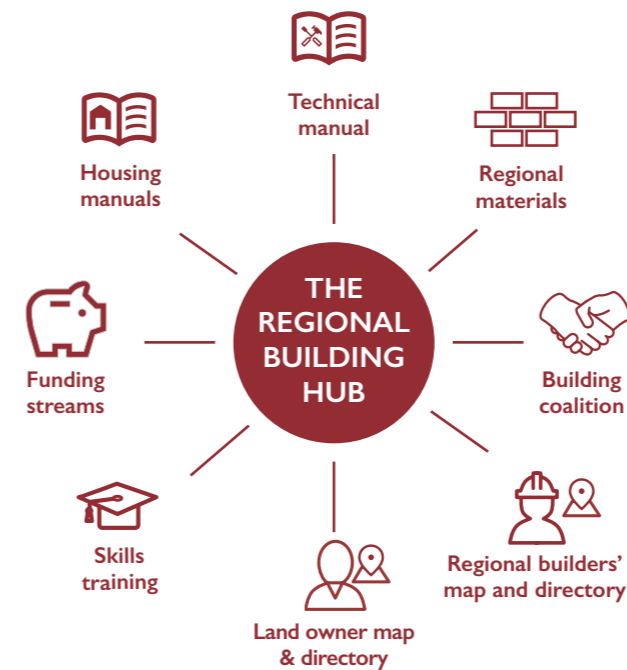 Technical
manual
Housing
manuals
Regional
materials
THE
REGIONAL
BUILDING
HUB
Funding
streams
Building
coalition
Skills
training
Regional builders’
map and directory
Land owner map
& directory